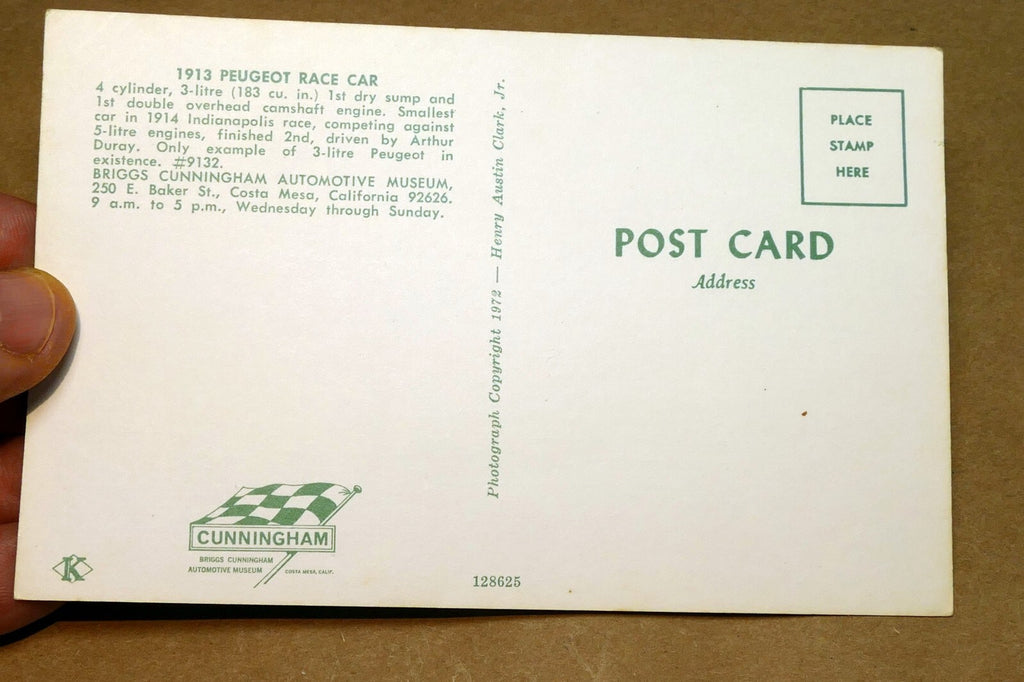 1913 PEUGEOT RACE CAR
4 cylinder, 3-litre (183 cu. in.) 1st dry sump and
1st double overhead camshaft engine. Smallest
car in 1914 Indianapolis race, competing against
5-litre engines, finished 2nd, driven by Arthur
Duray. Only example of 3-litre Peugeot in
existence. #9132.
BRIGGS CUNNINGHAM AUTOMOTIVE MUSEUM,
250 E. Baker St., Costa Mesa, California 92626.
9 a.m. to 5 p.m., Wednesday through Sunday.
CUNNINGHAM
BRIGGS CUNNINGHAM
AUTOMOTIVE MUSEUM
COSTA MESA, CALIF.
K
Photograph Copyright 1972 — Henry Austin Clark, Jr.
128625
PLACE
STAMP
HERE
POST CARD
Address